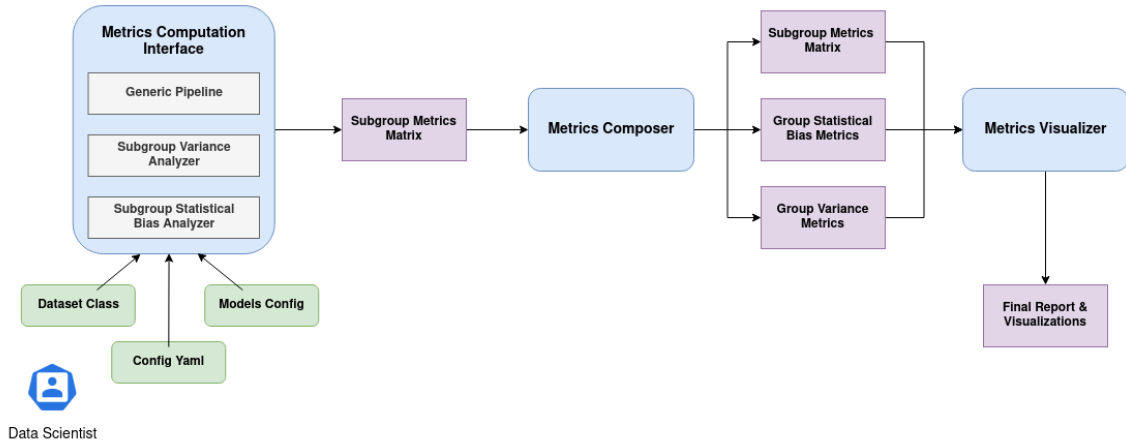 Metrics Computation
Interface
Generic Pipeline
Subgroup Variance
Analyzer
Subgroup Statistical
Bias Analyzer
Dataset Class
Models Config
Config Yaml
Data Scientist
Subgroup Metrics
Matrix
Metrics Composer
Subgroup Metrics
Matrix
Group Statistical
Bias Metrics
Group Variance
Metrics
Metrics Visualizer
Final Report &
Visualizations